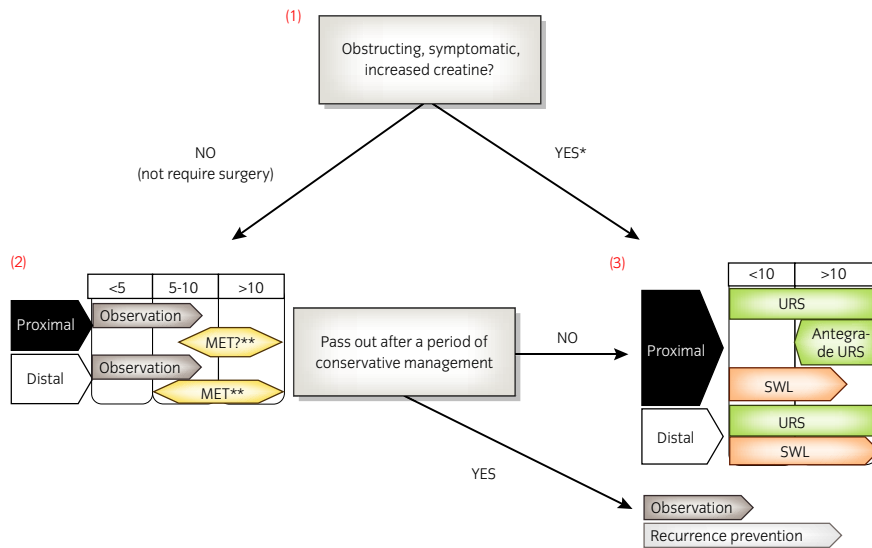 (1)
Obstructing, symptomatic,
increased creatine?
NO
(not require surgery)
YES*
(2)
<5
5-10
>10
Proximal
Observation
MET?**
Distal
Observation
MET**
Pass out after a period of
conservative management
NO
YES
(3)
<10
>10
Proximal
URS
Antegra-
de URS
SWL
Distal
URS
SWL
Observation
Recurrence prevention